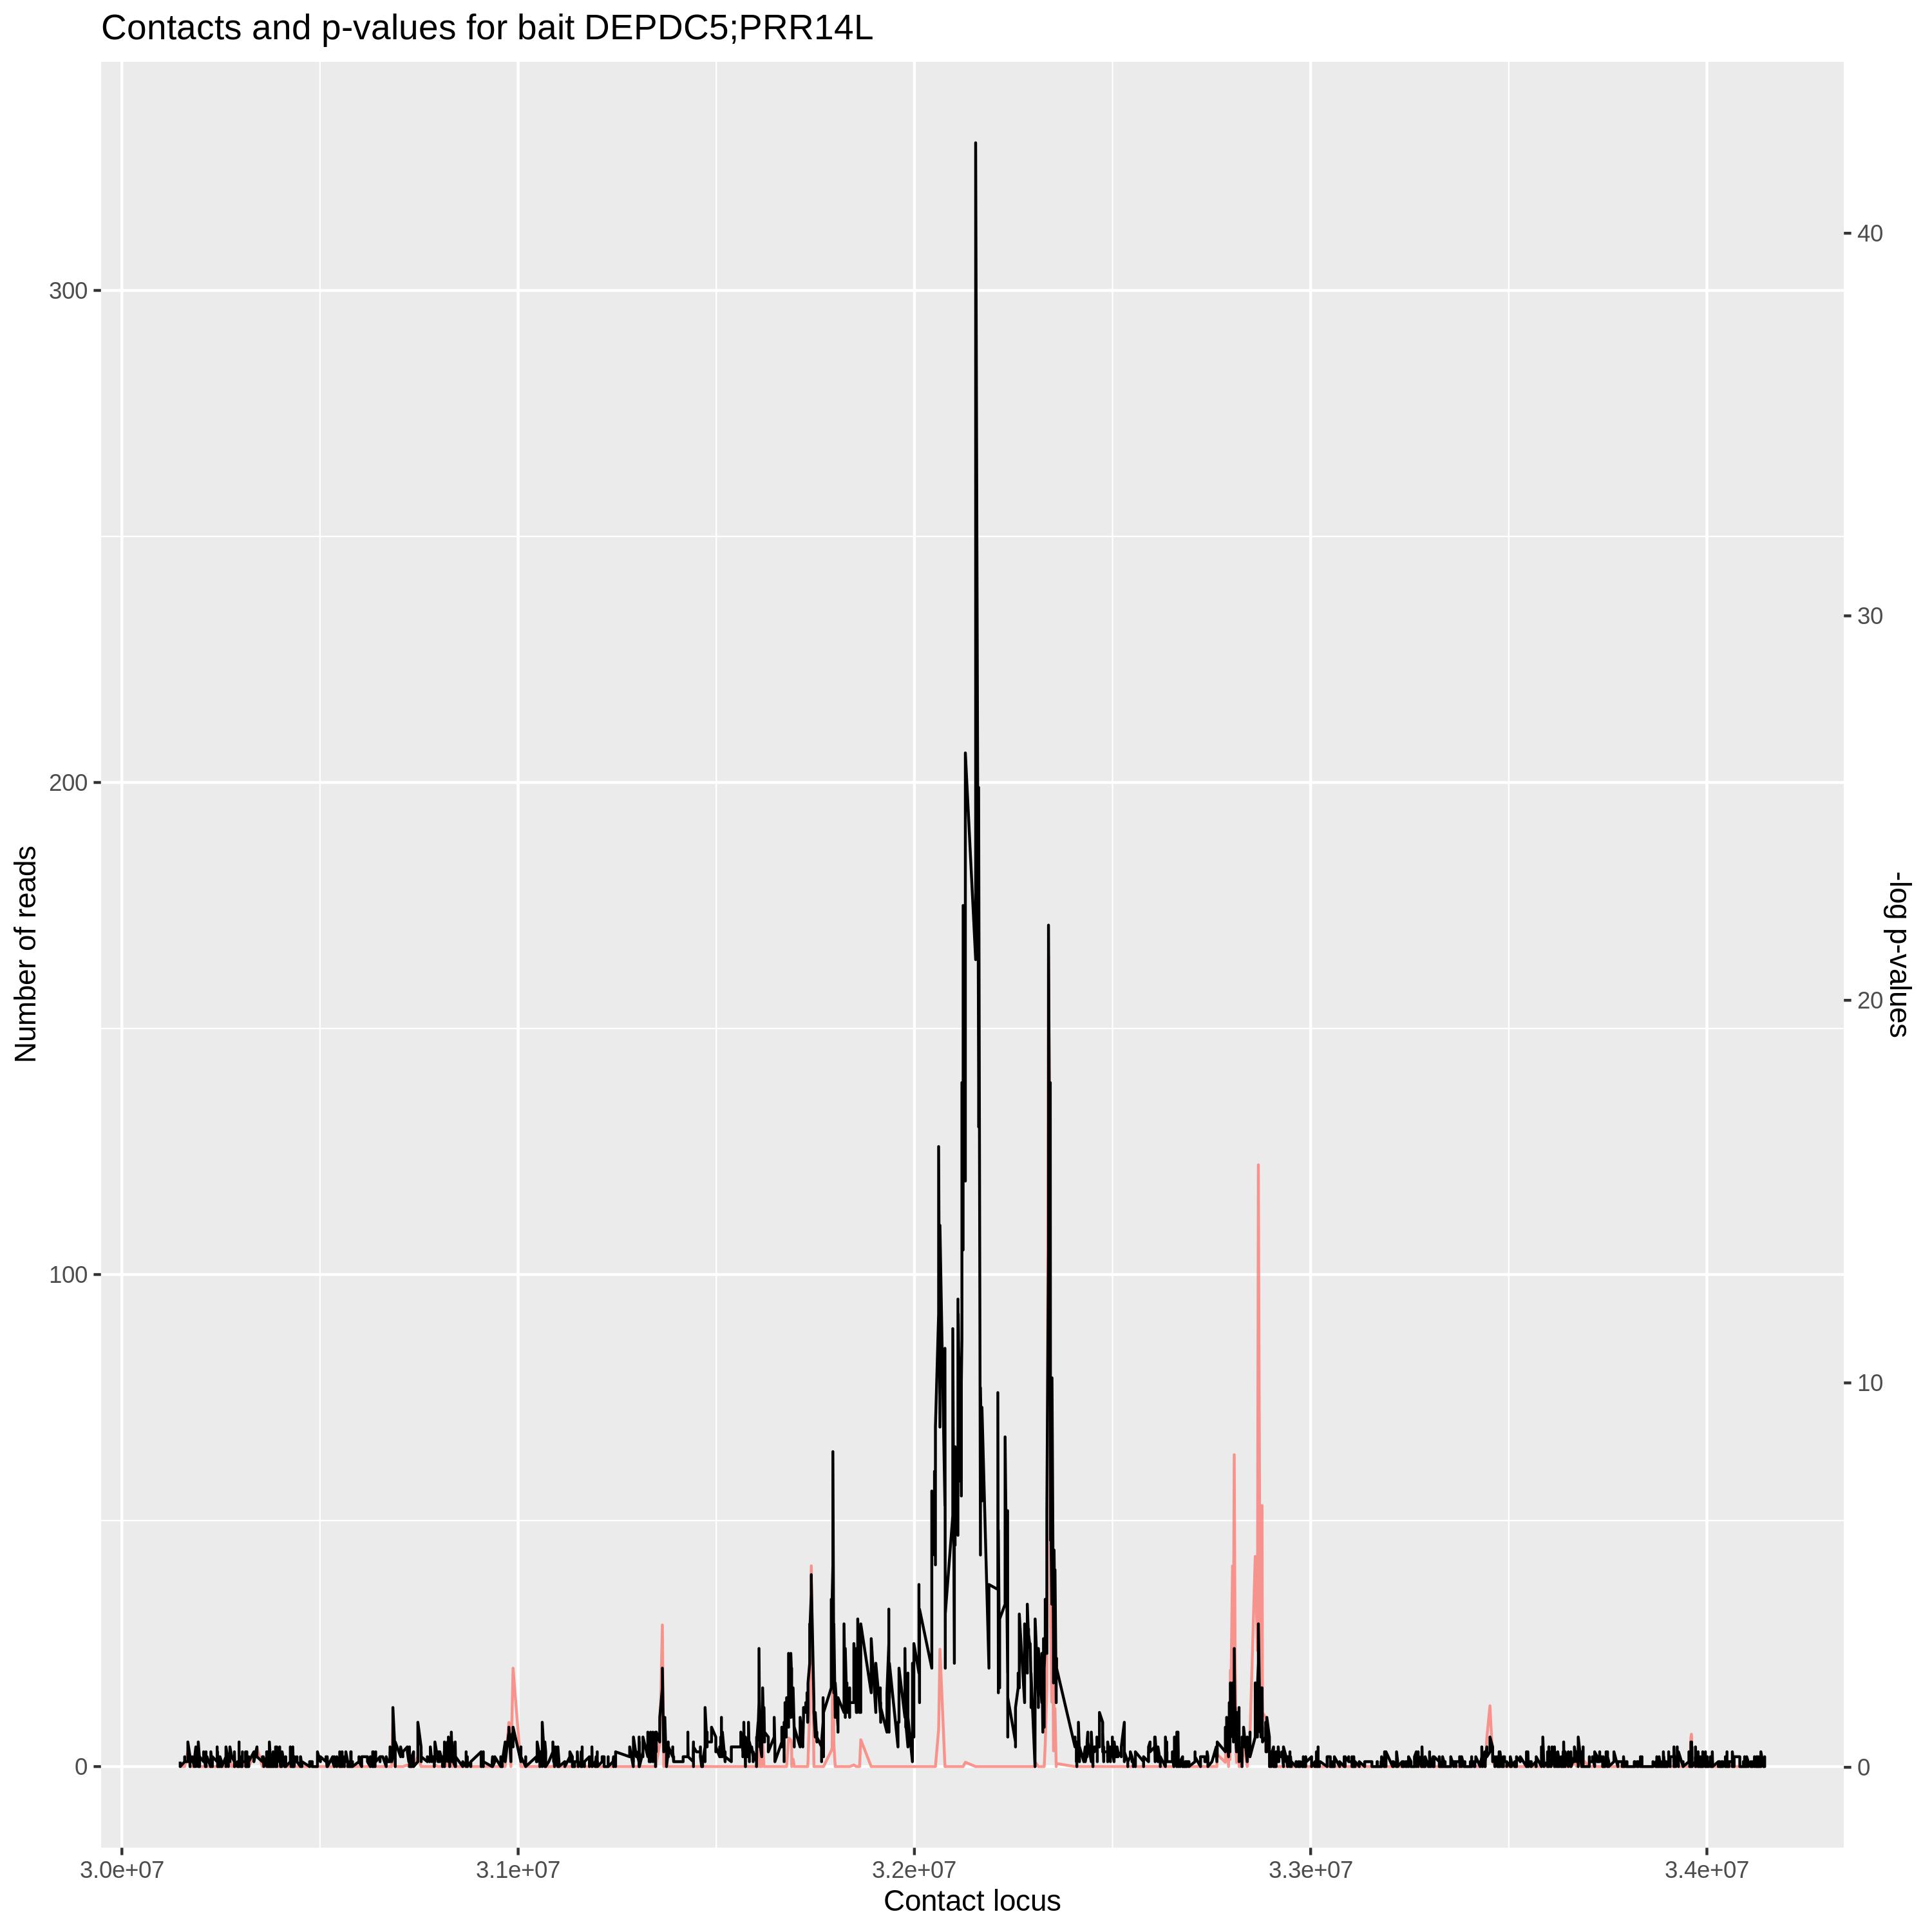 Contacts and p-values for bait DEPDC5;PRR14L
300
200
100
0
Number of reads
40
30
20
10
0
-log p-values
3.0e+07
3.1e+07
3.2e+07
3.3e+07
3.4e+07
Contact locus